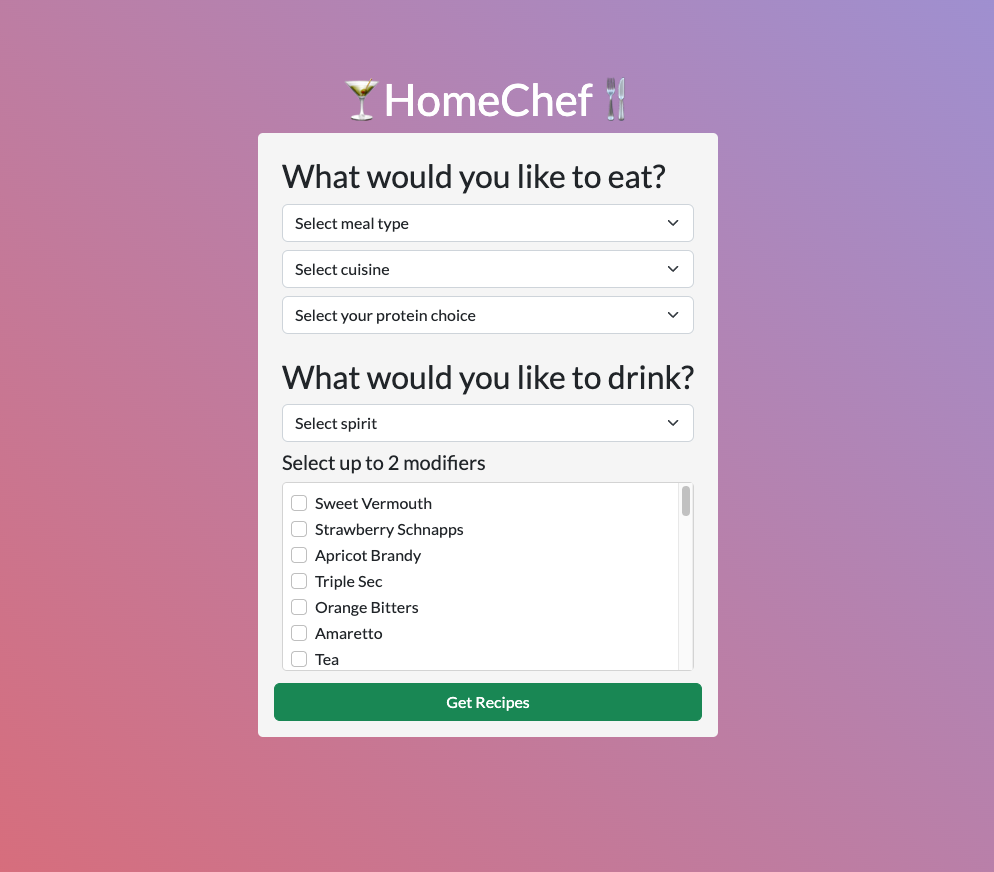 HomeChef
What would you like to eat?
Select meal type
Select cuisine
Select your protein choice
What would you like to drink?
Select spirit
Select up to 2 modifiers
Sweet Vermouth
Strawberry Schnapps
Apricot Brandy
Triple Sec
Orange Bitters
Amaretto
Tea
Get Recipes